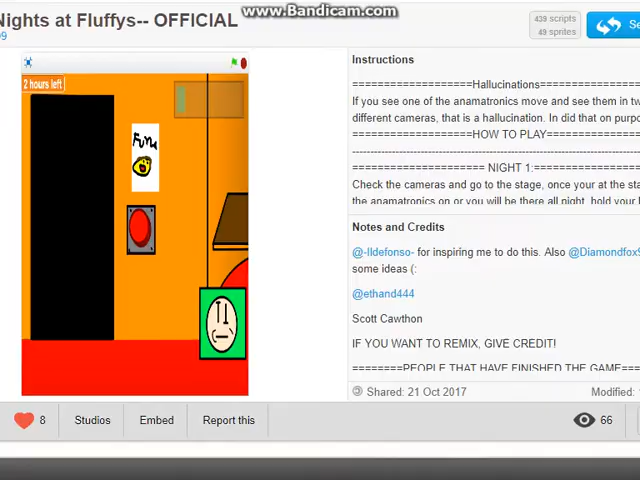 www.Bandicam.com
Nights at Fluffys-- OFFICIAL
439 scripts
49 sprites
Se
2 hours left
Fun
Instructions
====================Hallucinations====================
If you see one of the anamatronics move and see them in tw
different cameras, that is a hallucination. In did that on purpo
====================HOW TO PLAY====================
---------------------------------------------------------------
====================== NIGHT 1:======================
Check the cameras and go to the stage, once your at the sta
the anamatronics on or you will be there all night. hold your l
Notes and Credits
@-Ildefonso- for inspiring me to do this. Also @Diamondfox9
some ideas (:
@ethand444
Scott Cawthon
IF YOU WANT TO REMIX, GIVE CREDIT!
========PEOPLE THAT HAVE FINISHED THE GAME===
Shared: 21 Oct 2017
Modified:
8
Studios
Embed
Report this
66